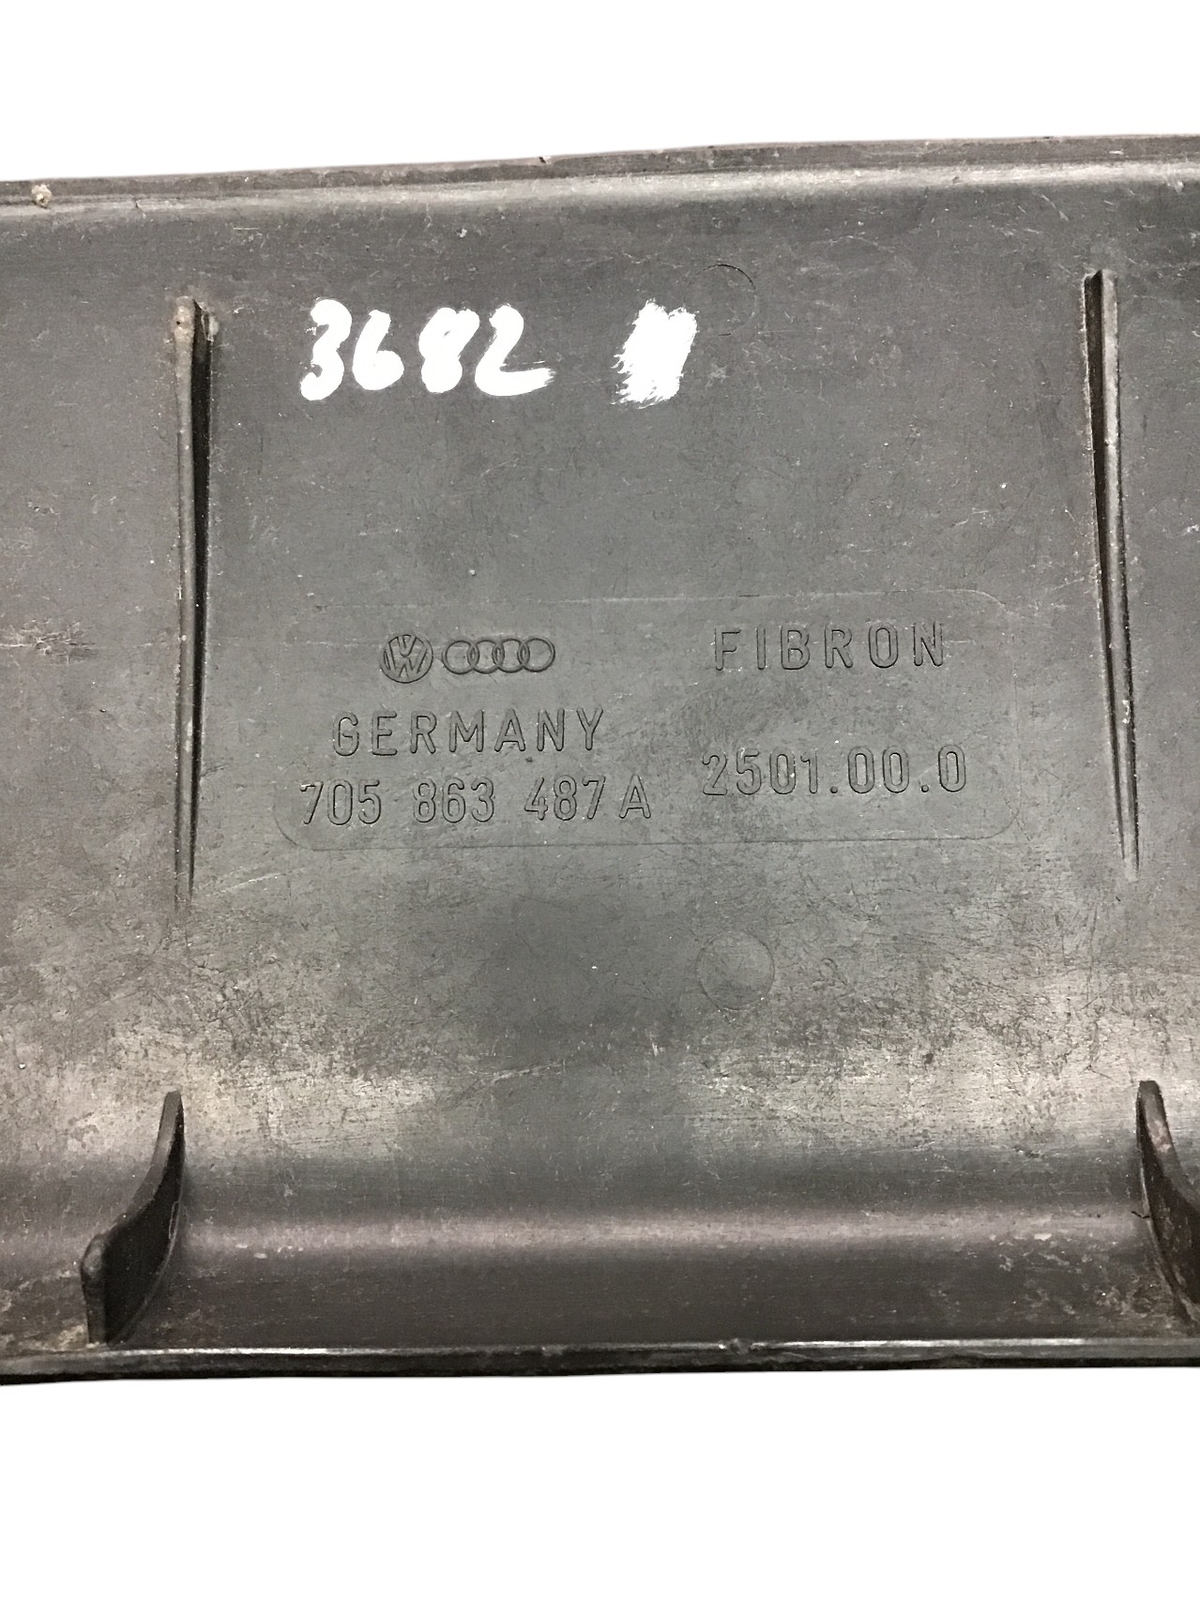 3682
FIBRON
GERMANY
2501.00.0
705 863 487 A